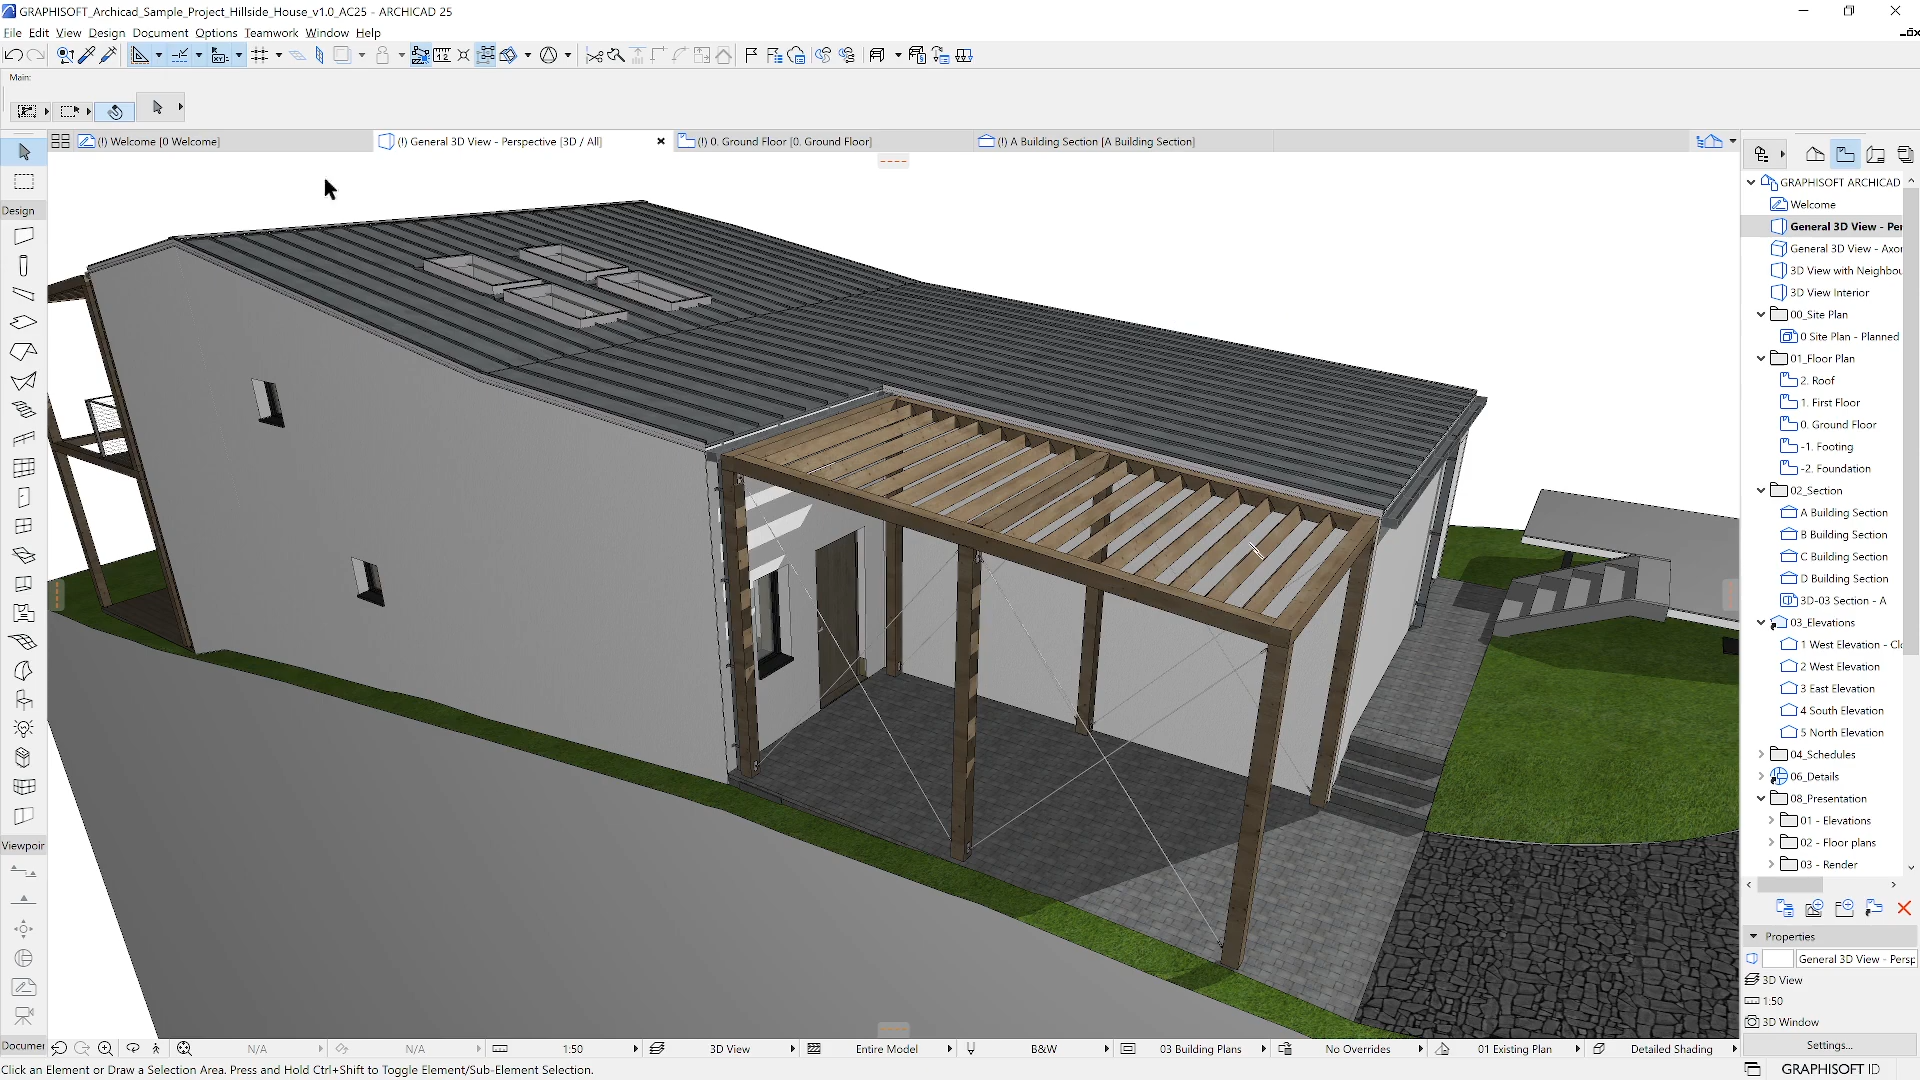 GRAPHISOFT_Archicad_Sample_Project_Hillside_House_v1.0_AC25 - ARCHICAD 25
File Edit View Design Document Options Teamwork Window Help
Main:
(!) Welcome [0 Welcome]
(!) General 3D View - Perspective [3D / All]
(!) 0. Ground Floor [0. Ground Floor]
(!) A Building Section [A Building Section]
Design
Viewpoir
Documer
GRAPHISOFT ARCHICAD
Welcome
General 3D View - Per
General 3D View - Axo
3D View with Neighbou
3D View Interior
00_Site Plan
0 Site Plan - Planned
01_Floor Plan
2. Roof
1. First Floor
0. Ground Floor
-1. Footing
-2. Foundation
02_Section
A Building Section
B Building Section
C Building Section
D Building Section
3D-03 Section - A
03_Elevations
1 West Elevation - Cl
2 West Elevation
3 East Elevation
4 South Elevation
5 North Elevation
04_Schedules
06_Details
08_Presentation
01 - Elevations
02 - Floor plans
03 - Render
Properties
General 3D View - Persp
3D View
1:50
3D Window
Settings...
N/A N/A 1:50 3D View Entire Model B&W 03 Building Plans No Overrides 01 Existing Plan Detailed Shading
Click an Element or Draw a Selection Area. Press and Hold Ctrl+Shift to Toggle Element/Sub-Element Selection.
GRAPHISOFT ID